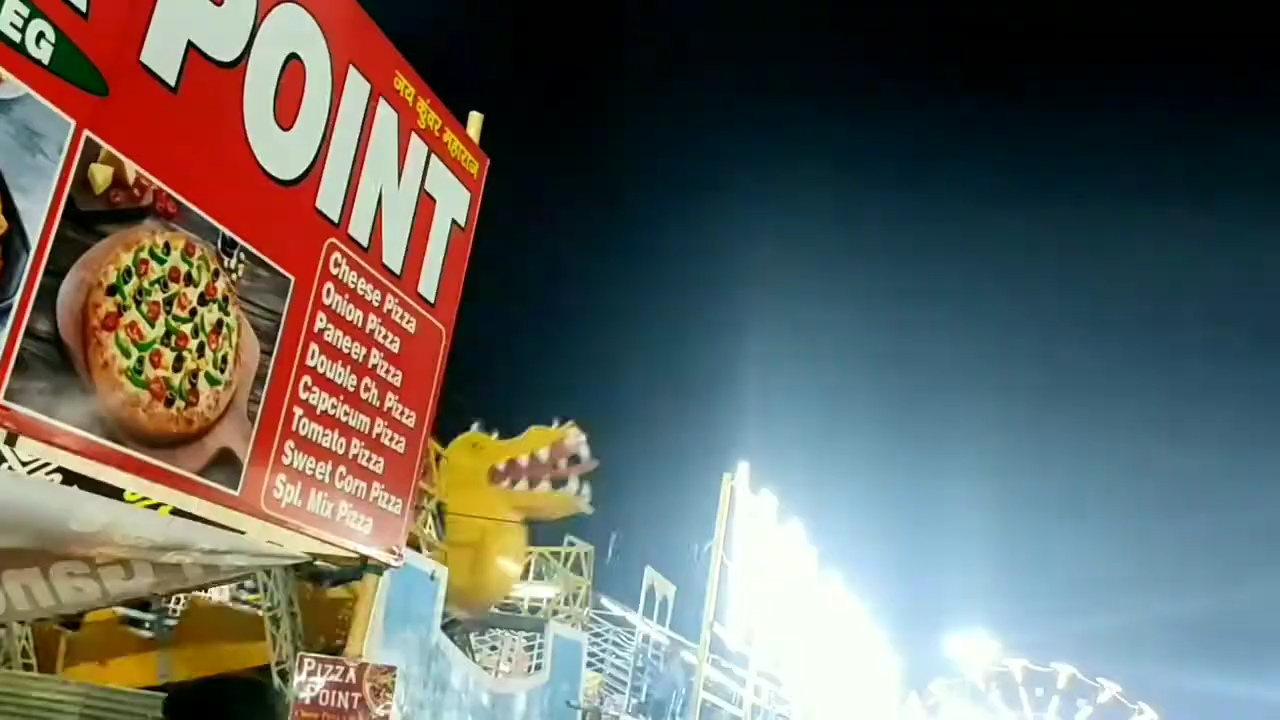 EG
POINT
जय कुंवर महाराज
Cheese Pizza
Onion Pizza
Paneer Pizza
Double Ch. Pizza
Capcicum Pizza
Tomato Pizza
Sweet Corn Pizza
Spl. Mix Pizza
PIZZA
POINT